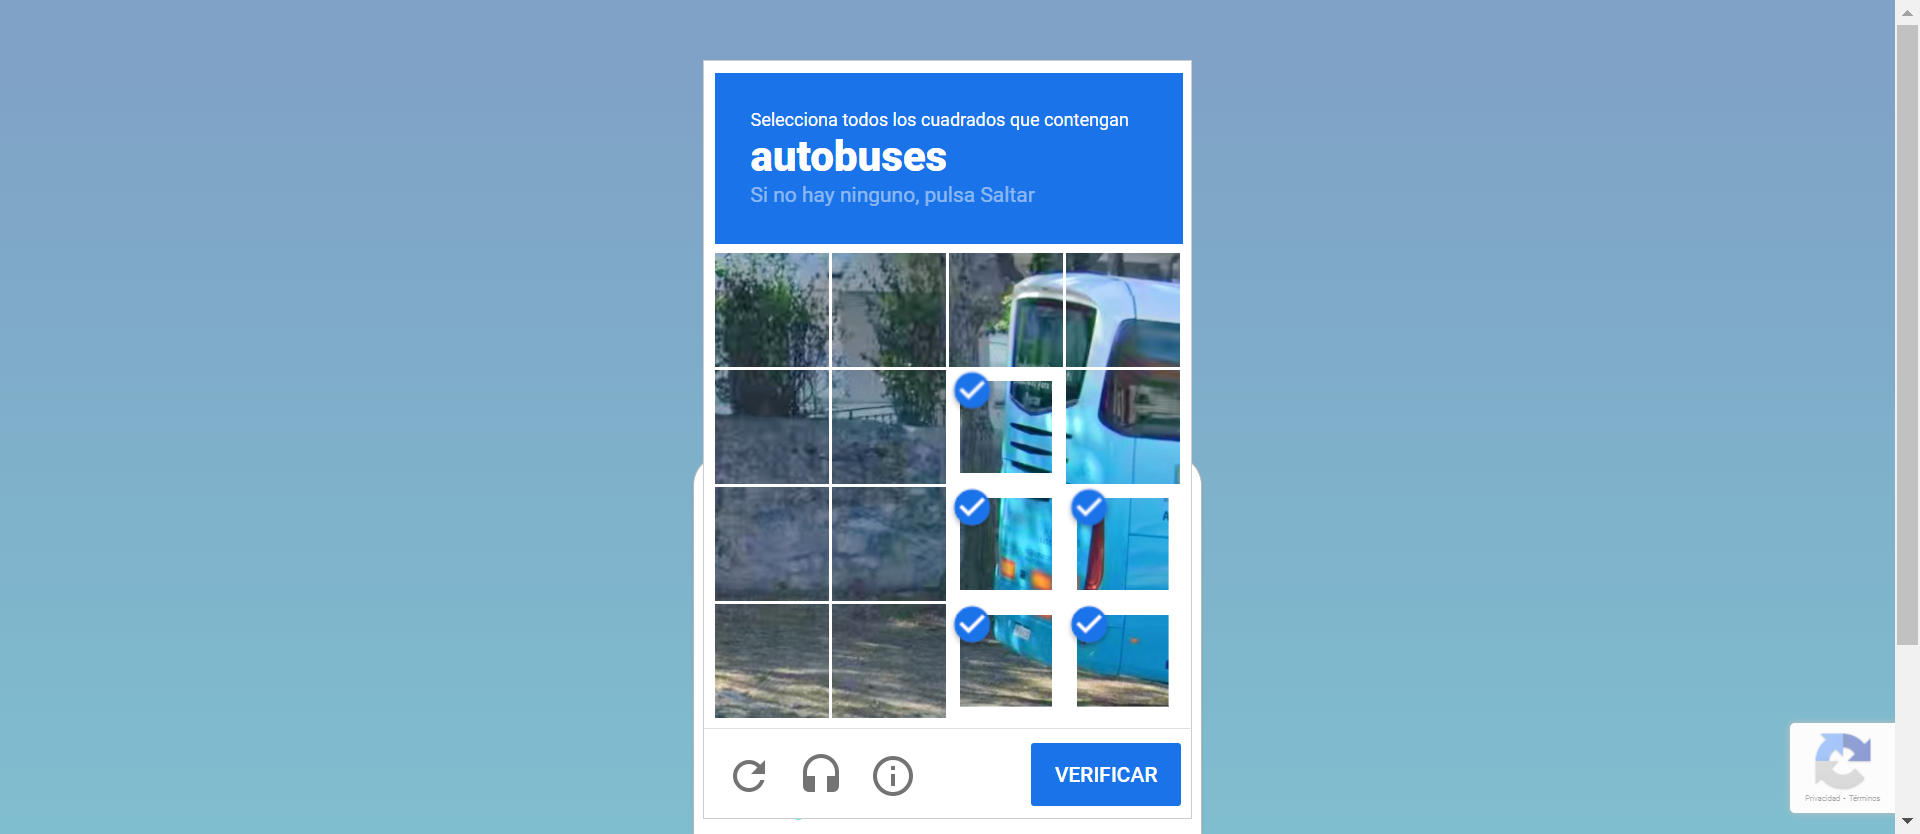 Selecciona todos los cuadrados que contengan
autobuses
Si no hay ninguno, pulsa Saltar
VERIFICAR
Privacidad - Términos